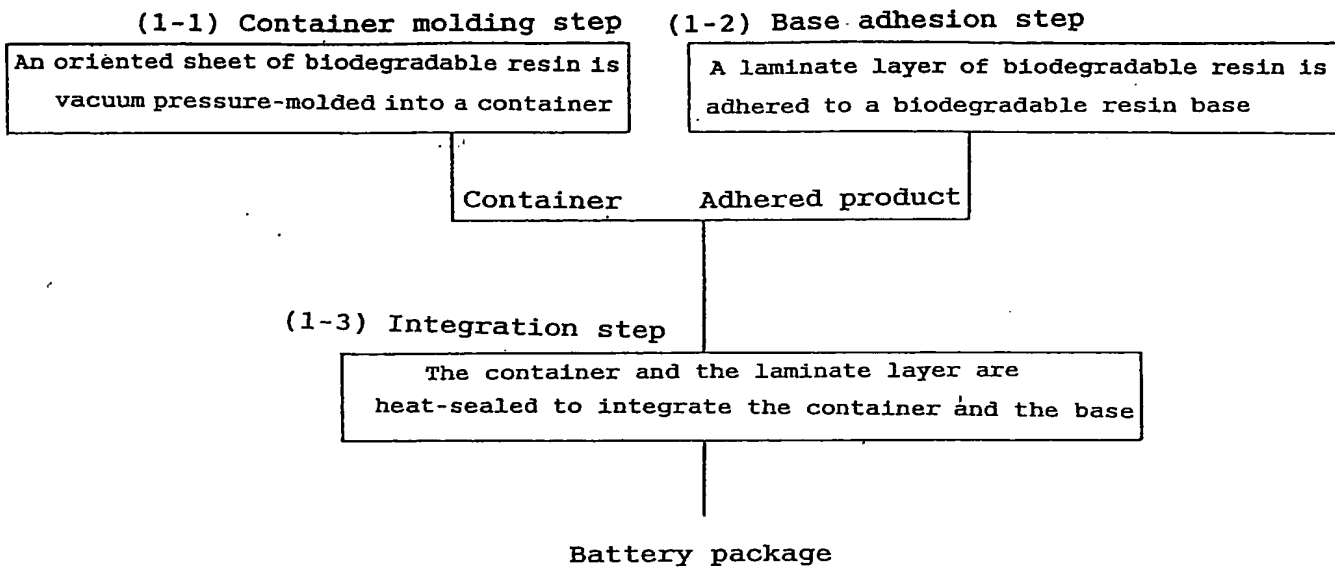 (1-1) Container molding step
An oriented sheet of biodegradable resin is
vacuum pressure-molded into a container
(1-2) Base adhesion step
A laminate layer of biodegradable resin is
adhered to a biodegradable resin base
Container
Adhered product
(1-3) Integration step
The container and the laminate layer are
heat-sealed to integrate the container and the base
Battery package